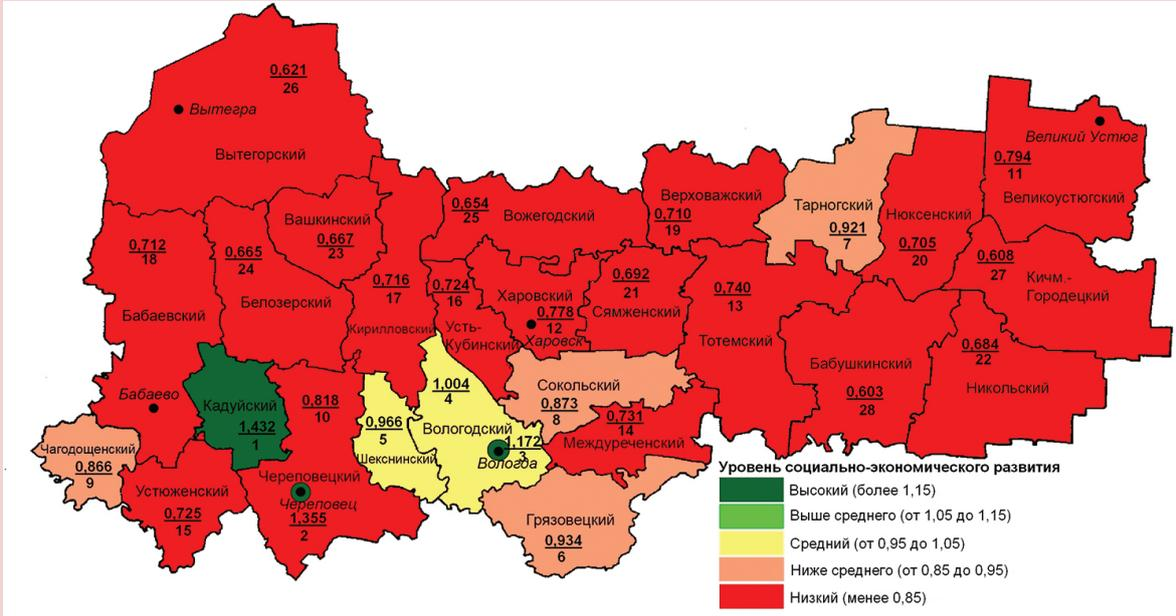 0,621
26
Вытегра
Вытегорский
Великий Устюг
0,794
11
Великоустюгский
Верховажский
0,710
19
Тарногский
0,921
7
Нюксенский
0,705
20
0,654
25
Вожегодский
Вашкинский
0,667
23
0,712
18
Бабаевский
0,665
24
Белозерский
0,716
17
Кирилловский
0,724
16
Усть-
Кубинский
Харовский
0,778
12
Харовск
0,692
21
Сямженский
0,740
13
Тотемский
0,608
27
Кичм.-
Городецкий
0,684
22
Никольский
Бабушкинский
0,603
28
Бабаево
Кадуйский
1,432
1
0,818
10
0,966
5
Шекснинский
1,004
4
Вологодский
1,172
3
Вологда
Сокольский
0,873
8
0,731
14
Междуреченский
Чагодощенский
0,866
9
Устюженский
0,725
15
Череповецкий
Череповец
1,355
2
Грязовецкий
0,934
6
Уровень социально-экономического развития
Высокий (более 1,15)
Выше среднего (от 1,05 до 1,15)
Средний (от 0,95 до 1,05)
Ниже среднего (от 0,85 до 0,95)
Низкий (менее 0,85)